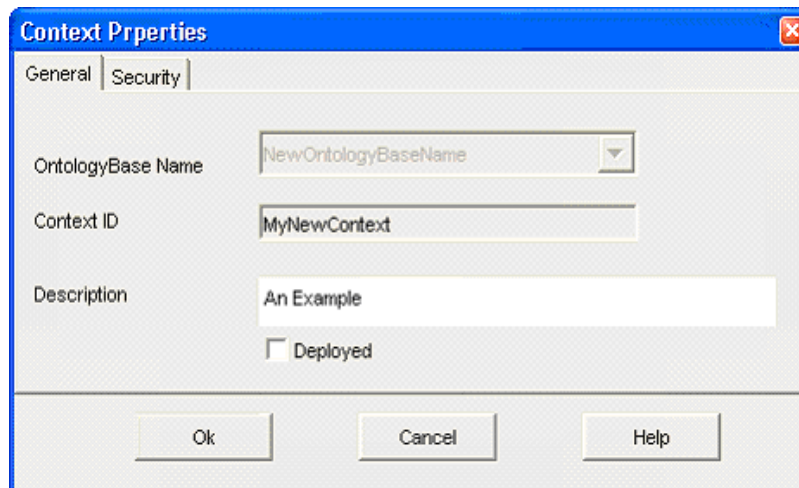 Context Prperties
General Security
OntologyBase Name NewOntologyBaseName
Context ID MyNewContext
Description An Example
Deployed
Ok Cancel Help